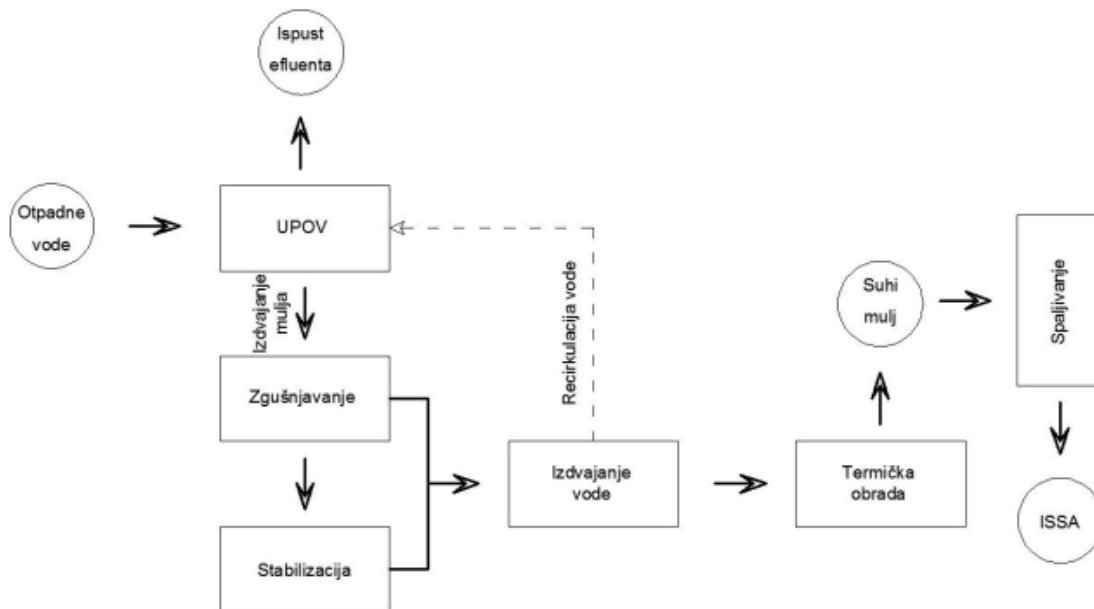 Ispust
efluenta
Otpadne
vode
UPOV
Izdvajanje
mulja
Recirkulacija vode
Zgušnjavanje
Stabilizacija
Izdvajanje
vode
Termička
obrada
Suhi
mulj
Spaljivanje
ISSA